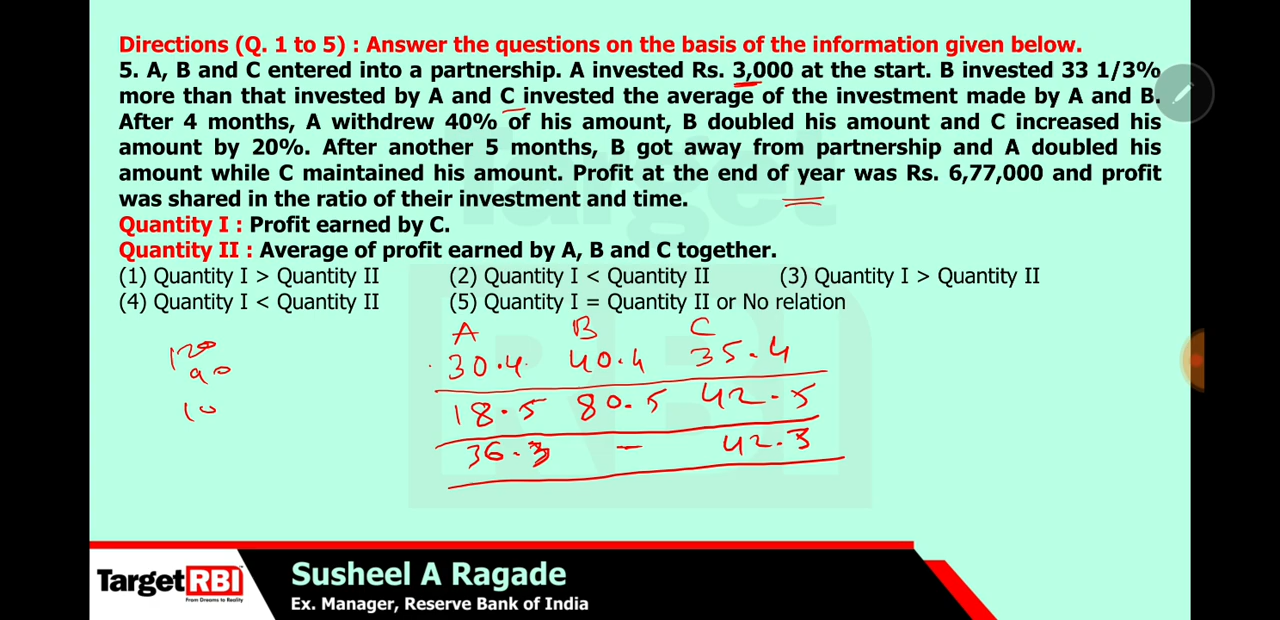 Directions (Q. 1 to 5) : Answer the questions on the basis of the information given below.
5. A, B and C entered into a partnership. A invested Rs. 3,000 at the start. B invested 33 1/3%
more than that invested by A and C invested the average of the investment made by A and B.
After 4 months, A withdrew 40% of his amount, B doubled his amount and C increased his
amount by 20%. After another 5 months, B got away from partnership and A doubled his
amount while C maintained his amount. Profit at the end of year was Rs. 6,77,000 and profit
was shared in the ratio of their investment and time.
Quantity I : Profit earned by C.
Quantity II : Average of profit earned by A, B and C together.
(1) Quantity I > Quantity II (2) Quantity I < Quantity II (3) Quantity I > Quantity II
(4) Quantity I < Quantity II (5) Quantity I = Quantity II or No relation
A B C
120 30.4 40.4 35.4
90
10 18.5 80.5 42.5
36.3 — 42.3
Target RBI
From Dreams to Reality
Susheel A Ragade
Ex. Manager, Reserve Bank of India